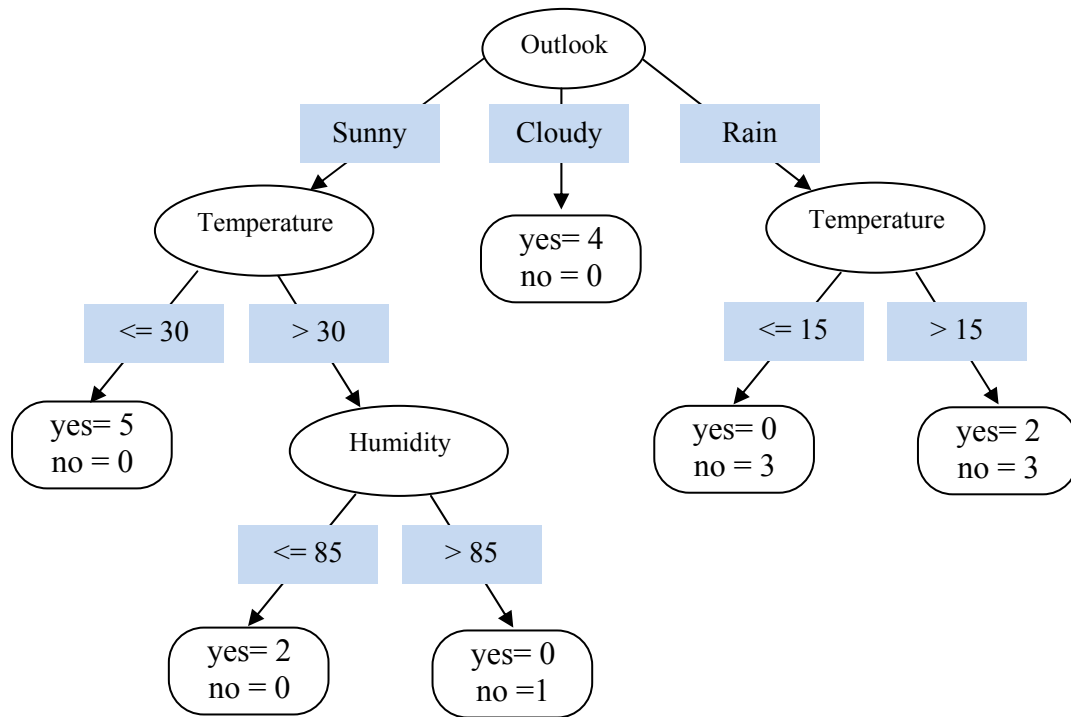 Outlook
Sunny
Cloudy
Rain
Temperature
yes= 4
no = 0
Temperature
<= 30
> 30
<= 15
> 15
yes= 5
no = 0
Humidity
yes= 0
no = 3
yes= 2
no = 3
<= 85
> 85
yes= 2
no = 0
yes= 0
no =1